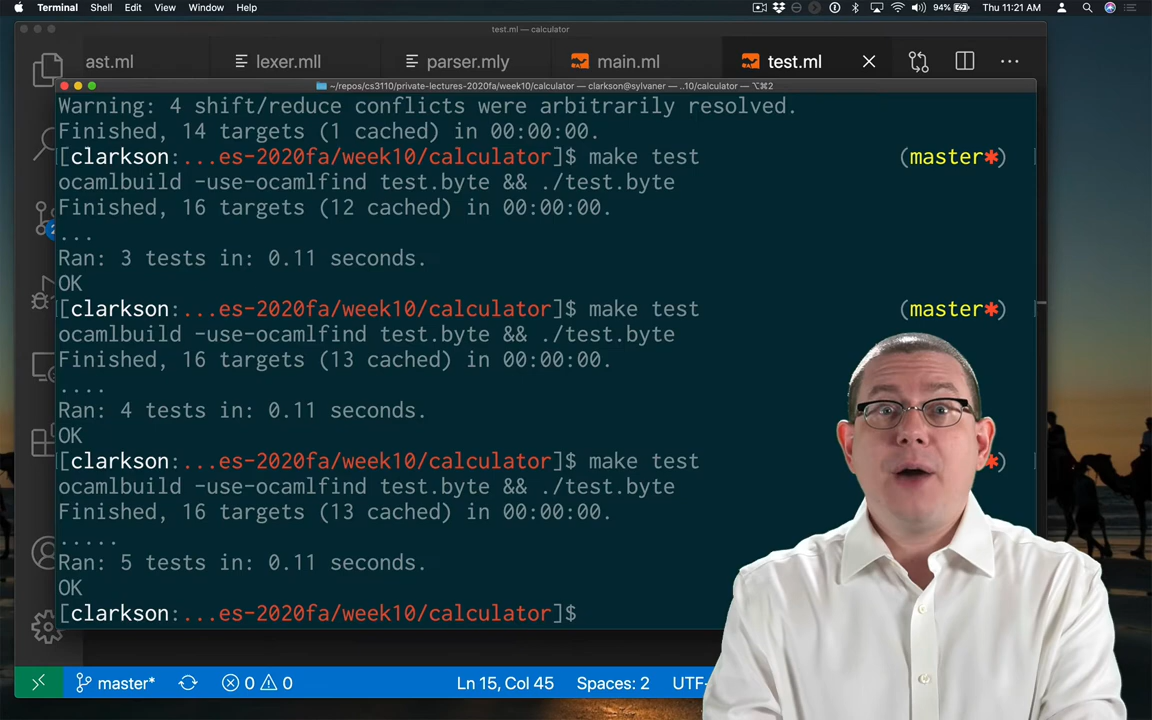 Terminal Shell Edit View Window Help 94% Thu 11:21 AM
test.ml — calculator
ast.ml lexer.mll parser.mly main.ml test.ml
~/repos/cs3110/private-lectures-2020fa/week10/calculator — clarkson@sylvaner — ..10/calculator — ⌥⌘2
Warning: 4 shift/reduce conflicts were arbitrarily resolved.
Finished, 14 targets (1 cached) in 00:00:00.
[clarkson:...es-2020fa/week10/calculator]$ make test (master*)
ocamlbuild -use-ocamlfind test.byte && ./test.byte
Finished, 16 targets (12 cached) in 00:00:00.
...
Ran: 3 tests in: 0.11 seconds.
OK
[clarkson:...es-2020fa/week10/calculator]$ make test (master*)
ocamlbuild -use-ocamlfind test.byte && ./test.byte
Finished, 16 targets (13 cached) in 00:00:00.
....
Ran: 4 tests in: 0.11 seconds.
OK
[clarkson:...es-2020fa/week10/calculator]$ make test *)
ocamlbuild -use-ocamlfind test.byte && ./test.byte
Finished, 16 targets (13 cached) in 00:00:00.
.....
Ran: 5 tests in: 0.11 seconds.
OK
[clarkson:...es-2020fa/week10/calculator]$
master* 0 0 Ln 15, Col 45 Spaces: 2 UTF-